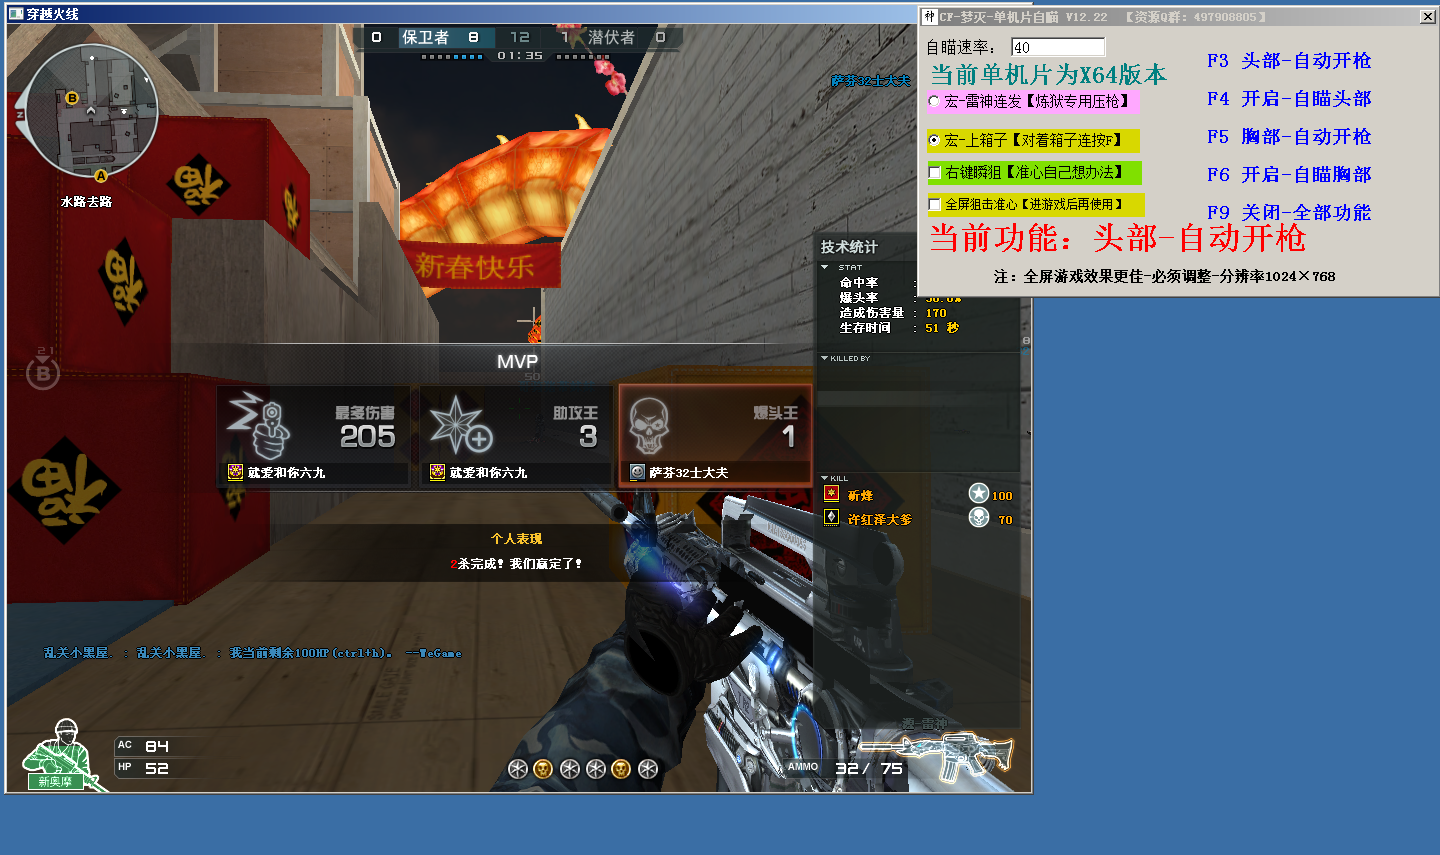 穿越火线
0 保卫者 8 12 1 潜伏者 0
01:35
B
N
A
水路去路
萨芬32士大夫
新春快乐
21
B
技术统计
STAT
命中率 :
爆头率 : 50.0%
造成伤害量 : 170
生存时间 : 51 秒
KILLED BY
8
MVP
50
最多伤害
205
就爱和你六九
助攻王
3
就爱和你六九
爆头王
1
萨芬32士大夫
KILL
斫烽 100
许红泽大爹 70
个人表现
2杀完成! 我们赢定了!
乱关小黑屋. : 乱关小黑屋. : 我当前剩余100HP(ctrl+h)。 --WeGame
AC 84
HP 52
新奥摩
源-雷神
AMMO 32/ 75
神 CF-梦灭-单机片自瞄 V12.22 【资源Q群: 497908805】
自瞄速率: 40
当前单机片为X64版本
宏-雷神连发【炼狱专用压枪】
宏-上箱子【对着箱子连按F】
右键瞬狙【准心自己想办法】
全屏狙击准心【进游戏后再使用】
F3 头部-自动开枪
F4 开启-自瞄头部
F5 胸部-自动开枪
F6 开启-自瞄胸部
F9 关闭-全部功能
当前功能: 头部-自动开枪
注: 全屏游戏效果更佳-必须调整-分辨率1024×768